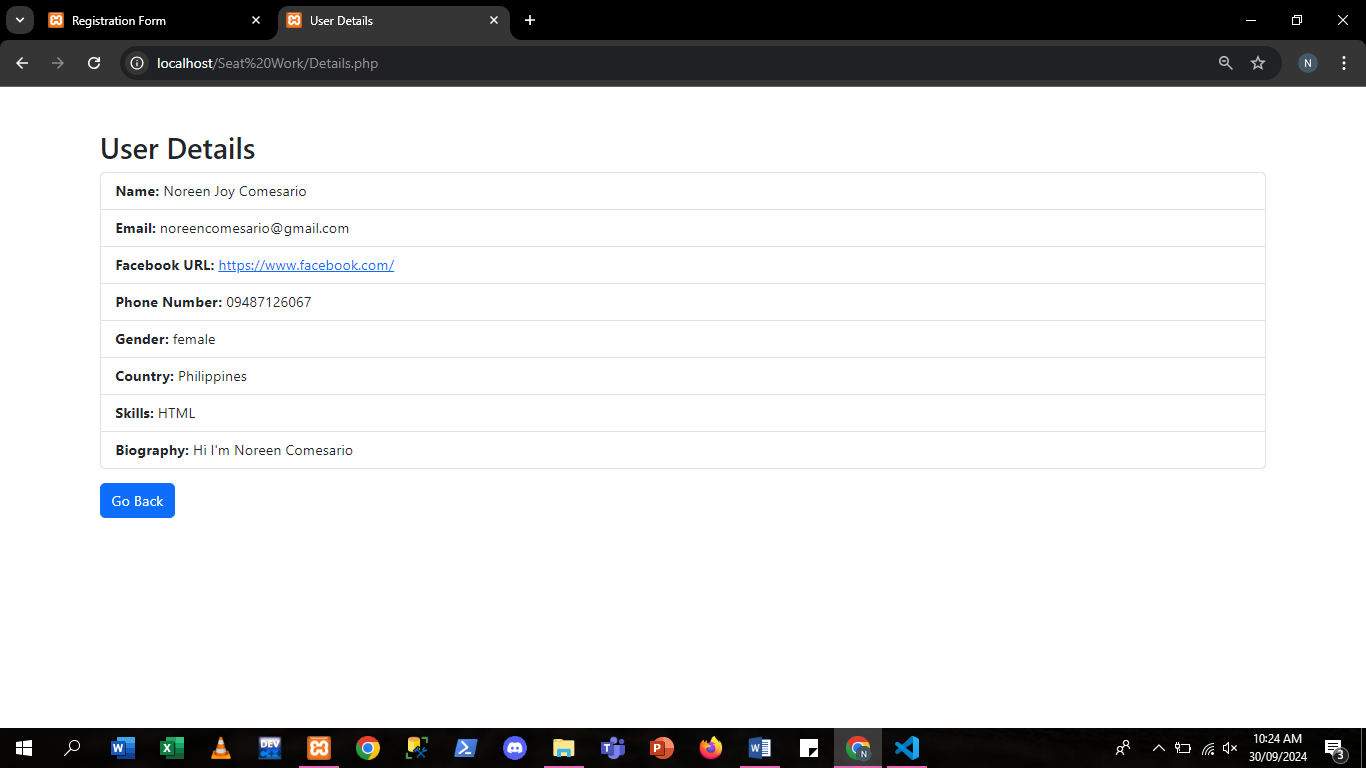 Registration Form
User Details
localhost/Seat%20Work/Details.php
N
User Details
Name: Noreen Joy Comesario
Email: noreencomesario@gmail.com
Facebook URL: https://www.facebook.com/
Phone Number: 09487126067
Gender: female
Country: Philippines
Skills: HTML
Biography: Hi I'm Noreen Comesario
Go Back
DEV
10:24 AM
30/09/2024
3